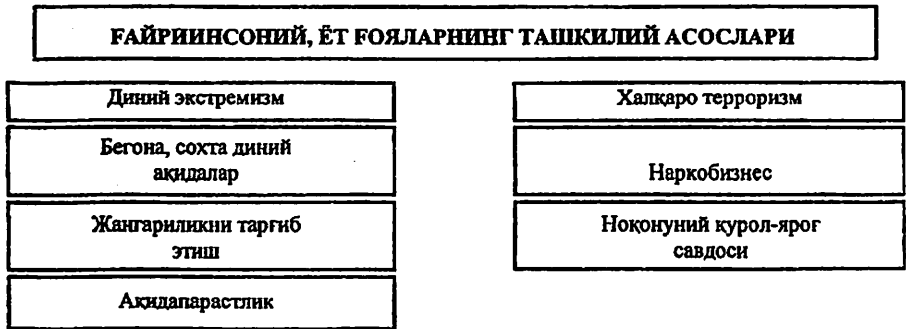 ҒАЙРИИНСОНИЙ, ЁТ ҒОЯЛАРНИНГ ТАШКИЛИЙ АСОСЛАРИ
Диний экстремизм
Бегона, сохта диний
ақидалар
Жангариликни тарғиб
этиш
Ақидапарастлик
Халқаро терроризм
Наркобизнес
Ноқонуний қурол-яроғ
савдоси